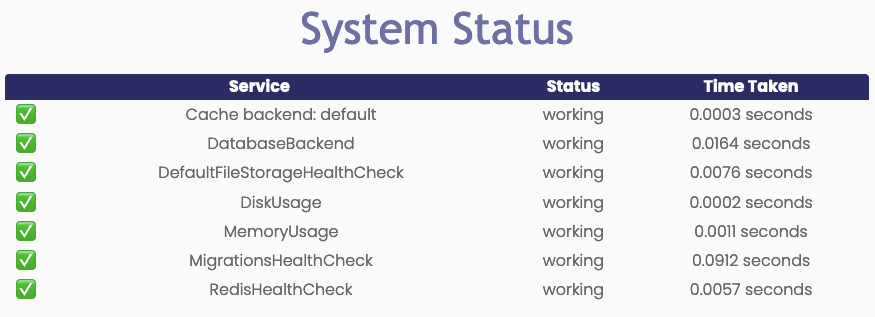 System Status
Service Status Time Taken
Cache backend: default working 0.0003 seconds
DatabaseBackend working 0.0164 seconds
DefaultFileStorageHealthCheck working 0.0076 seconds
DiskUsage working 0.0002 seconds
MemoryUsage working 0.0011 seconds
MigrationsHealthCheck working 0.0912 seconds
RedisHealthCheck working 0.0057 seconds